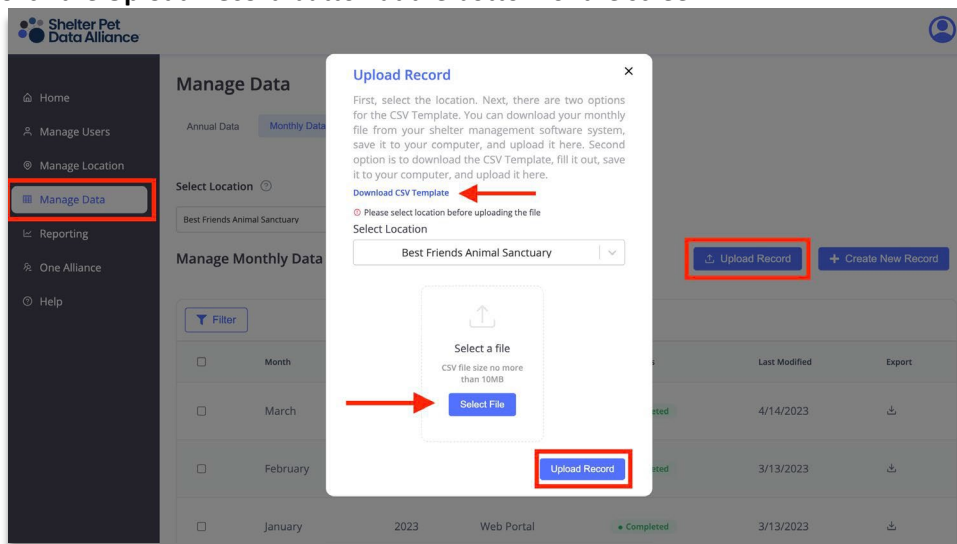 Shelter Pet
Data Alliance
Home
Manage Users
Manage Location
Manage Data
Reporting
One Alliance
Help
Manage Data
Annual Data
Monthly Data
Select Location
Best Friends Animal Sanctuary
Manage Monthly Data
Upload Record
Create New Record
Filter
Month
Last Modified
Export
March
4/14/2023
February
3/13/2023
January
2023
Web Portal
Completed
3/13/2023
Upload Record
First, select the location. Next, there are two options
for the CSV Template. You can download your monthly
file from your shelter management software system,
save it to your computer, and upload it here. Second
option is to download the CSV Template, fill it out, save
it to your computer, and upload it here.
Download CSV Template
Please select location before uploading the file
Select Location
Best Friends Animal Sanctuary
Select a file
CSV file size no more
than 10MB
Select File
Upload Record